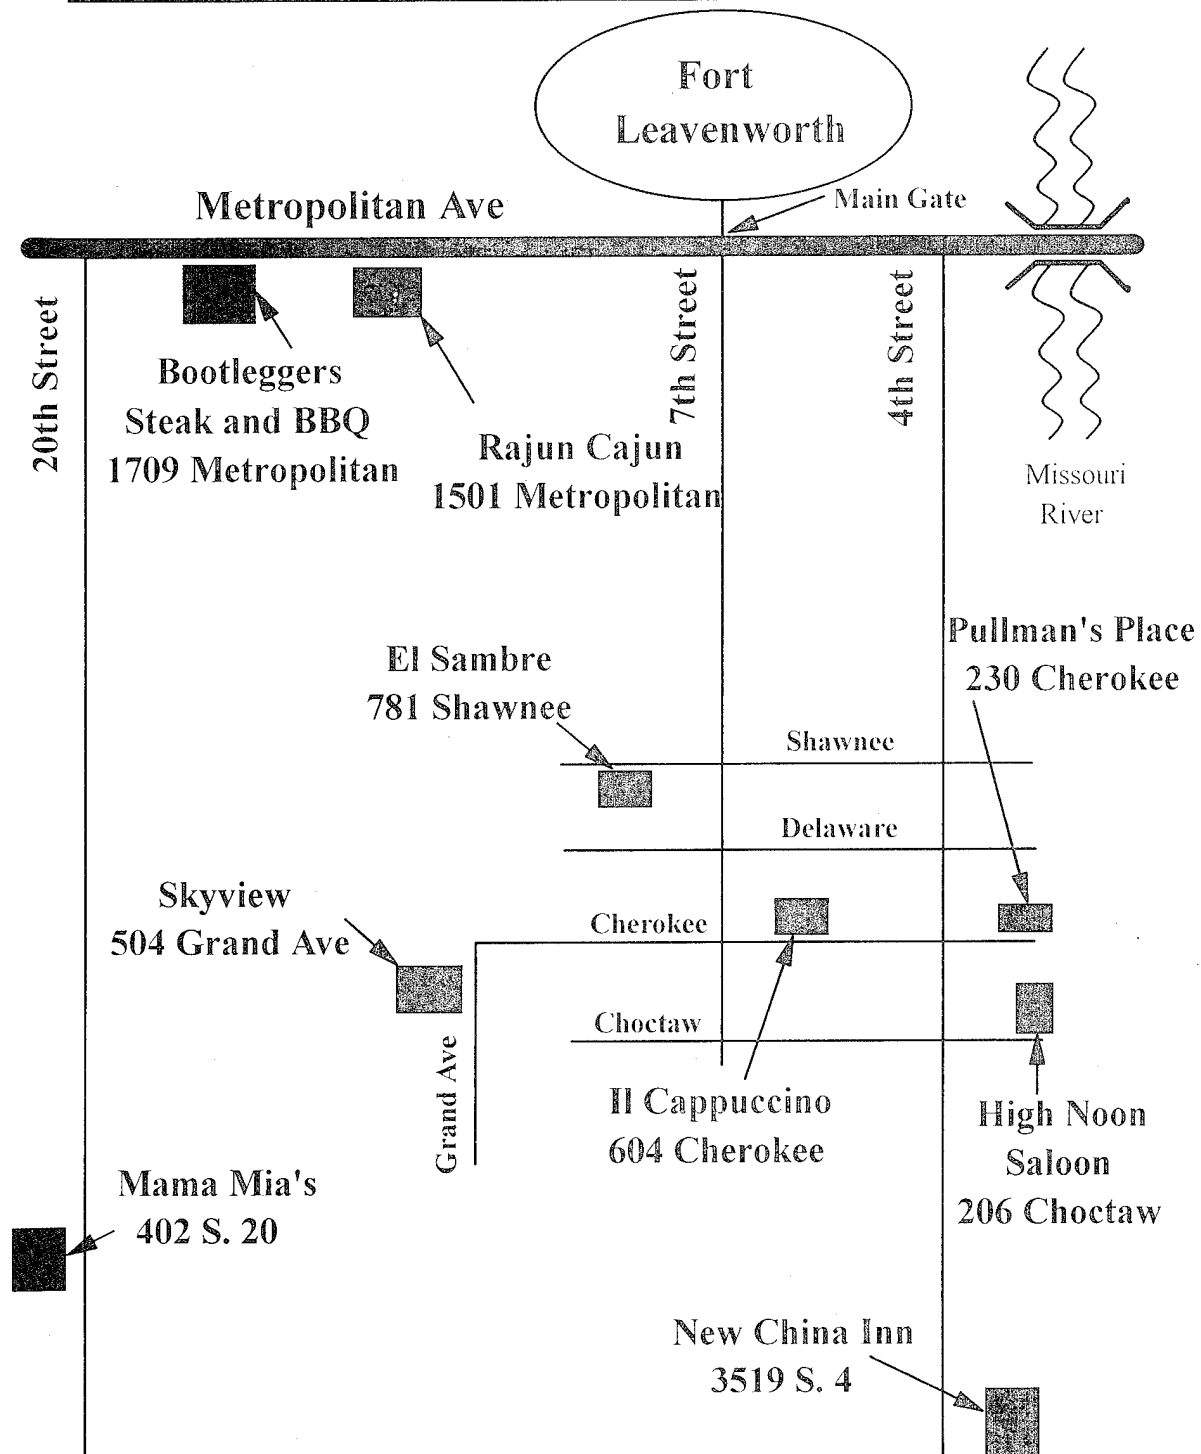 Fort
Leavenworth
Main Gate
Metropolitan Ave
20th Street
7th Street
4th Street
Bootleggers
Steak and BBQ
1709 Metropolitan
Rajun Cajun
1501 Metropolitan
Missouri
River
Pullman's Place
230 Cherokee
El Sambre
781 Shawnee
Shawnee
Delaware
Skyview
504 Grand Ave
Cherokee
Choctaw
Grand Ave
Il Cappuccino
604 Cherokee
High Noon
Saloon
206 Choctaw
Mama Mia's
402 S. 20
New China Inn
3519 S. 4